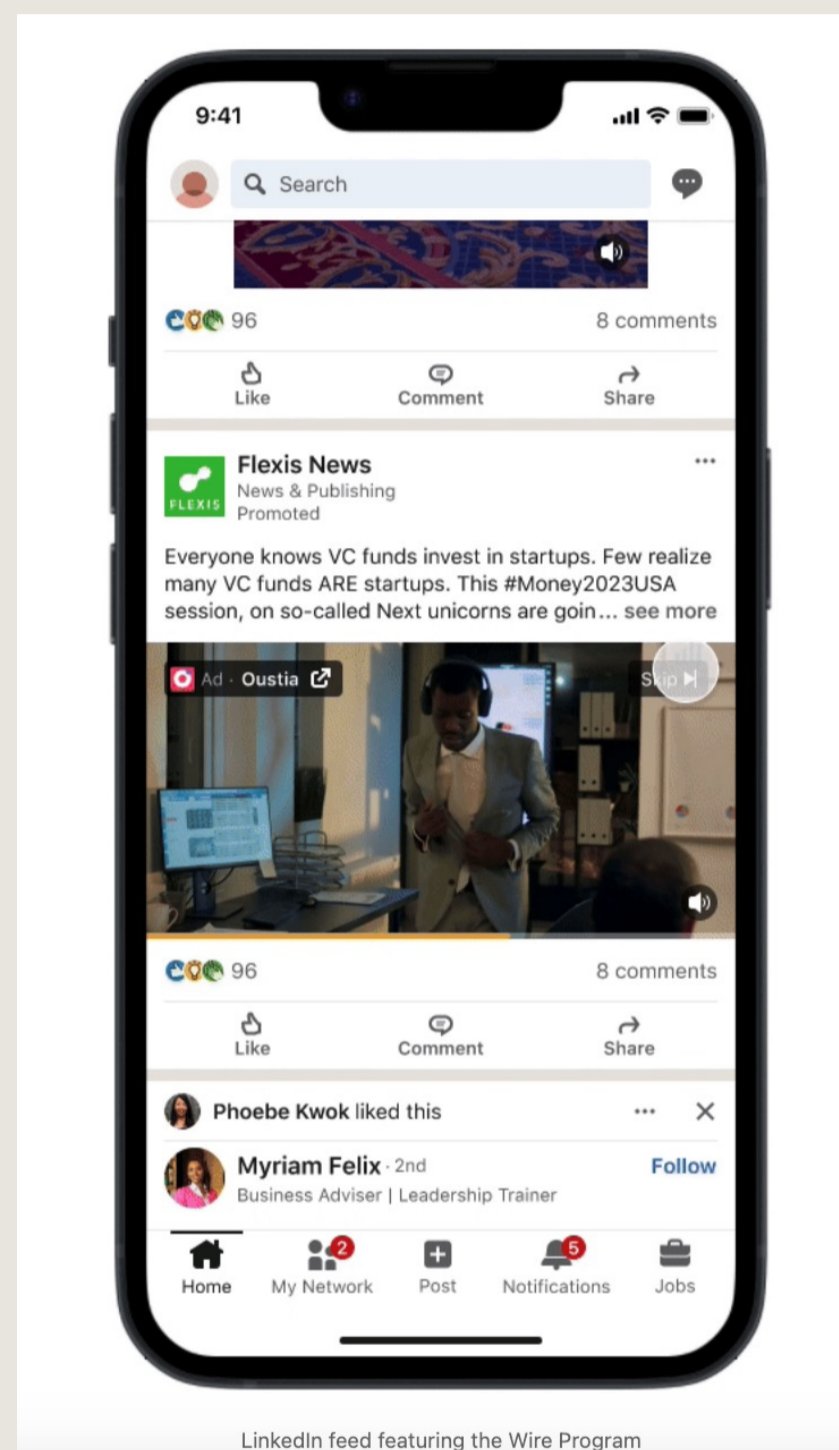 9:41
Search
96
8 comments
Like
Comment
Share
FLEXIS
Flexis News
News & Publishing
Promoted
Everyone knows VC funds invest in startups. Few realize
many VC funds ARE startups. This #Money2023USA
session, on so-called Next unicorns are goin... see more
Ad · Oustia
Skip
96
8 comments
Like
Comment
Share
Phoebe Kwok liked this
Myriam Felix · 2nd
Follow
Business Adviser | Leadership Trainer
2
5
Home
My Network
Post
Notifications
Jobs
LinkedIn feed featuring the Wire Program